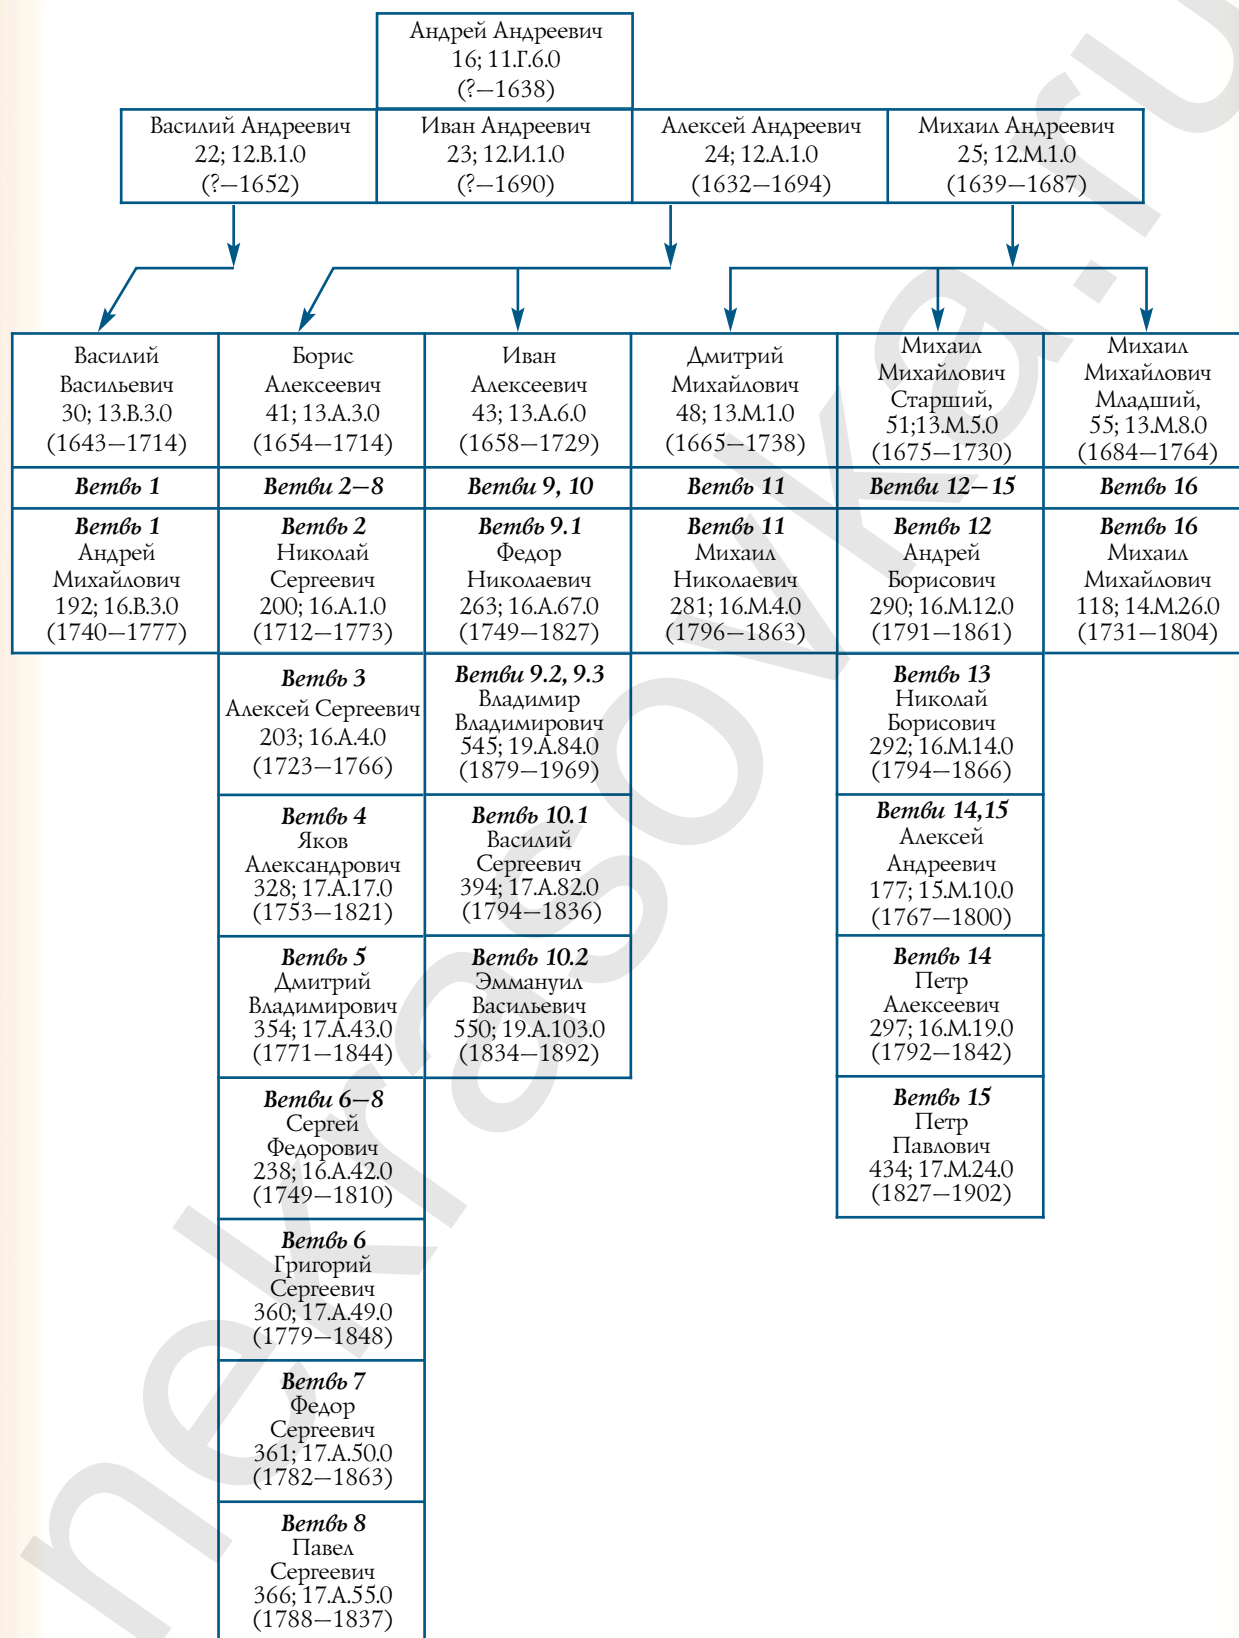 Андрей Андреевич
16; 11.Г.6.0
(?—1638)
Василий Андреевич
22; 12.В.1.0
(?—1652)
Иван Андреевич
23; 12.И.1.0
(?—1690)
Алексей Андреевич
24; 12.А.1.0
(1632—1694)
Михаил Андреевич
25; 12.М.1.0
(1639—1687)
Василий
Васильевич
30; 13.В.3.0
(1643—1714)
Борис
Алексеевич
41; 13.А.3.0
(1654—1714)
Иван
Алексеевич
43; 13.А.6.0
(1658—1729)
Дмитрий
Михайлович
48; 13.М.1.0
(1665—1738)
Михаил
Михайлович
Старший,
51;13.М.5.0
(1675—1730)
Михаил
Михайлович
Младший,
55; 13.М.8.0
(1684—1764)
Ветвь 1
Ветви 2—8
Ветви 9, 10
Ветвь 11
Ветви 12—15
Ветвь 16
Ветвь 1
Андрей
Михайлович
192; 16.В.3.0
(1740—1777)
Ветвь 2
Николай
Сергеевич
200; 16.А.1.0
(1712—1773)
Ветвь 9.1
Федор
Николаевич
263; 16.А.67.0
(1749—1827)
Ветвь 11
Михаил
Николаевич
281; 16.М.4.0
(1796—1863)
Ветвь 12
Андрей
Борисович
290; 16.М.12.0
(1791—1861)
Ветвь 16
Михаил
Михайлович
118; 14.М.26.0
(1731—1804)
Ветвь 3
Алексей Сергеевич
203; 16.А.4.0
(1723—1766)
Ветви 9.2, 9.3
Владимир
Владимирович
545; 19.А.84.0
(1879—1969)
Ветвь 13
Николай
Борисович
292; 16.М.14.0
(1794—1866)
Ветвь 4
Яков
Александрович
328; 17.А.17.0
(1753—1821)
Ветвь 10.1
Василий
Сергеевич
394; 17.А.82.0
(1794—1836)
Ветви 14,15
Алексей
Андреевич
177; 15.М.10.0
(1767—1800)
Ветвь 5
Дмитрий
Владимирович
354; 17.А.43.0
(1771—1844)
Ветвь 10.2
Эммануил
Васильевич
550; 19.А.103.0
(1834—1892)
Ветвь 14
Петр
Алексеевич
297; 16.М.19.0
(1792—1842)
Ветви 6—8
Сергей
Федорович
238; 16.А.42.0
(1749—1810)
Ветвь 15
Петр
Павлович
434; 17.М.24.0
(1827—1902)
Ветвь 6
Григорий
Сергеевич
360; 17.А.49.0
(1779—1848)
Ветвь 7
Федор
Сергеевич
361; 17.А.50.0
(1782—1863)
Ветвь 8
Павел
Сергеевич
366; 17.А.55.0
(1788—1837)
nekrasovka.ru